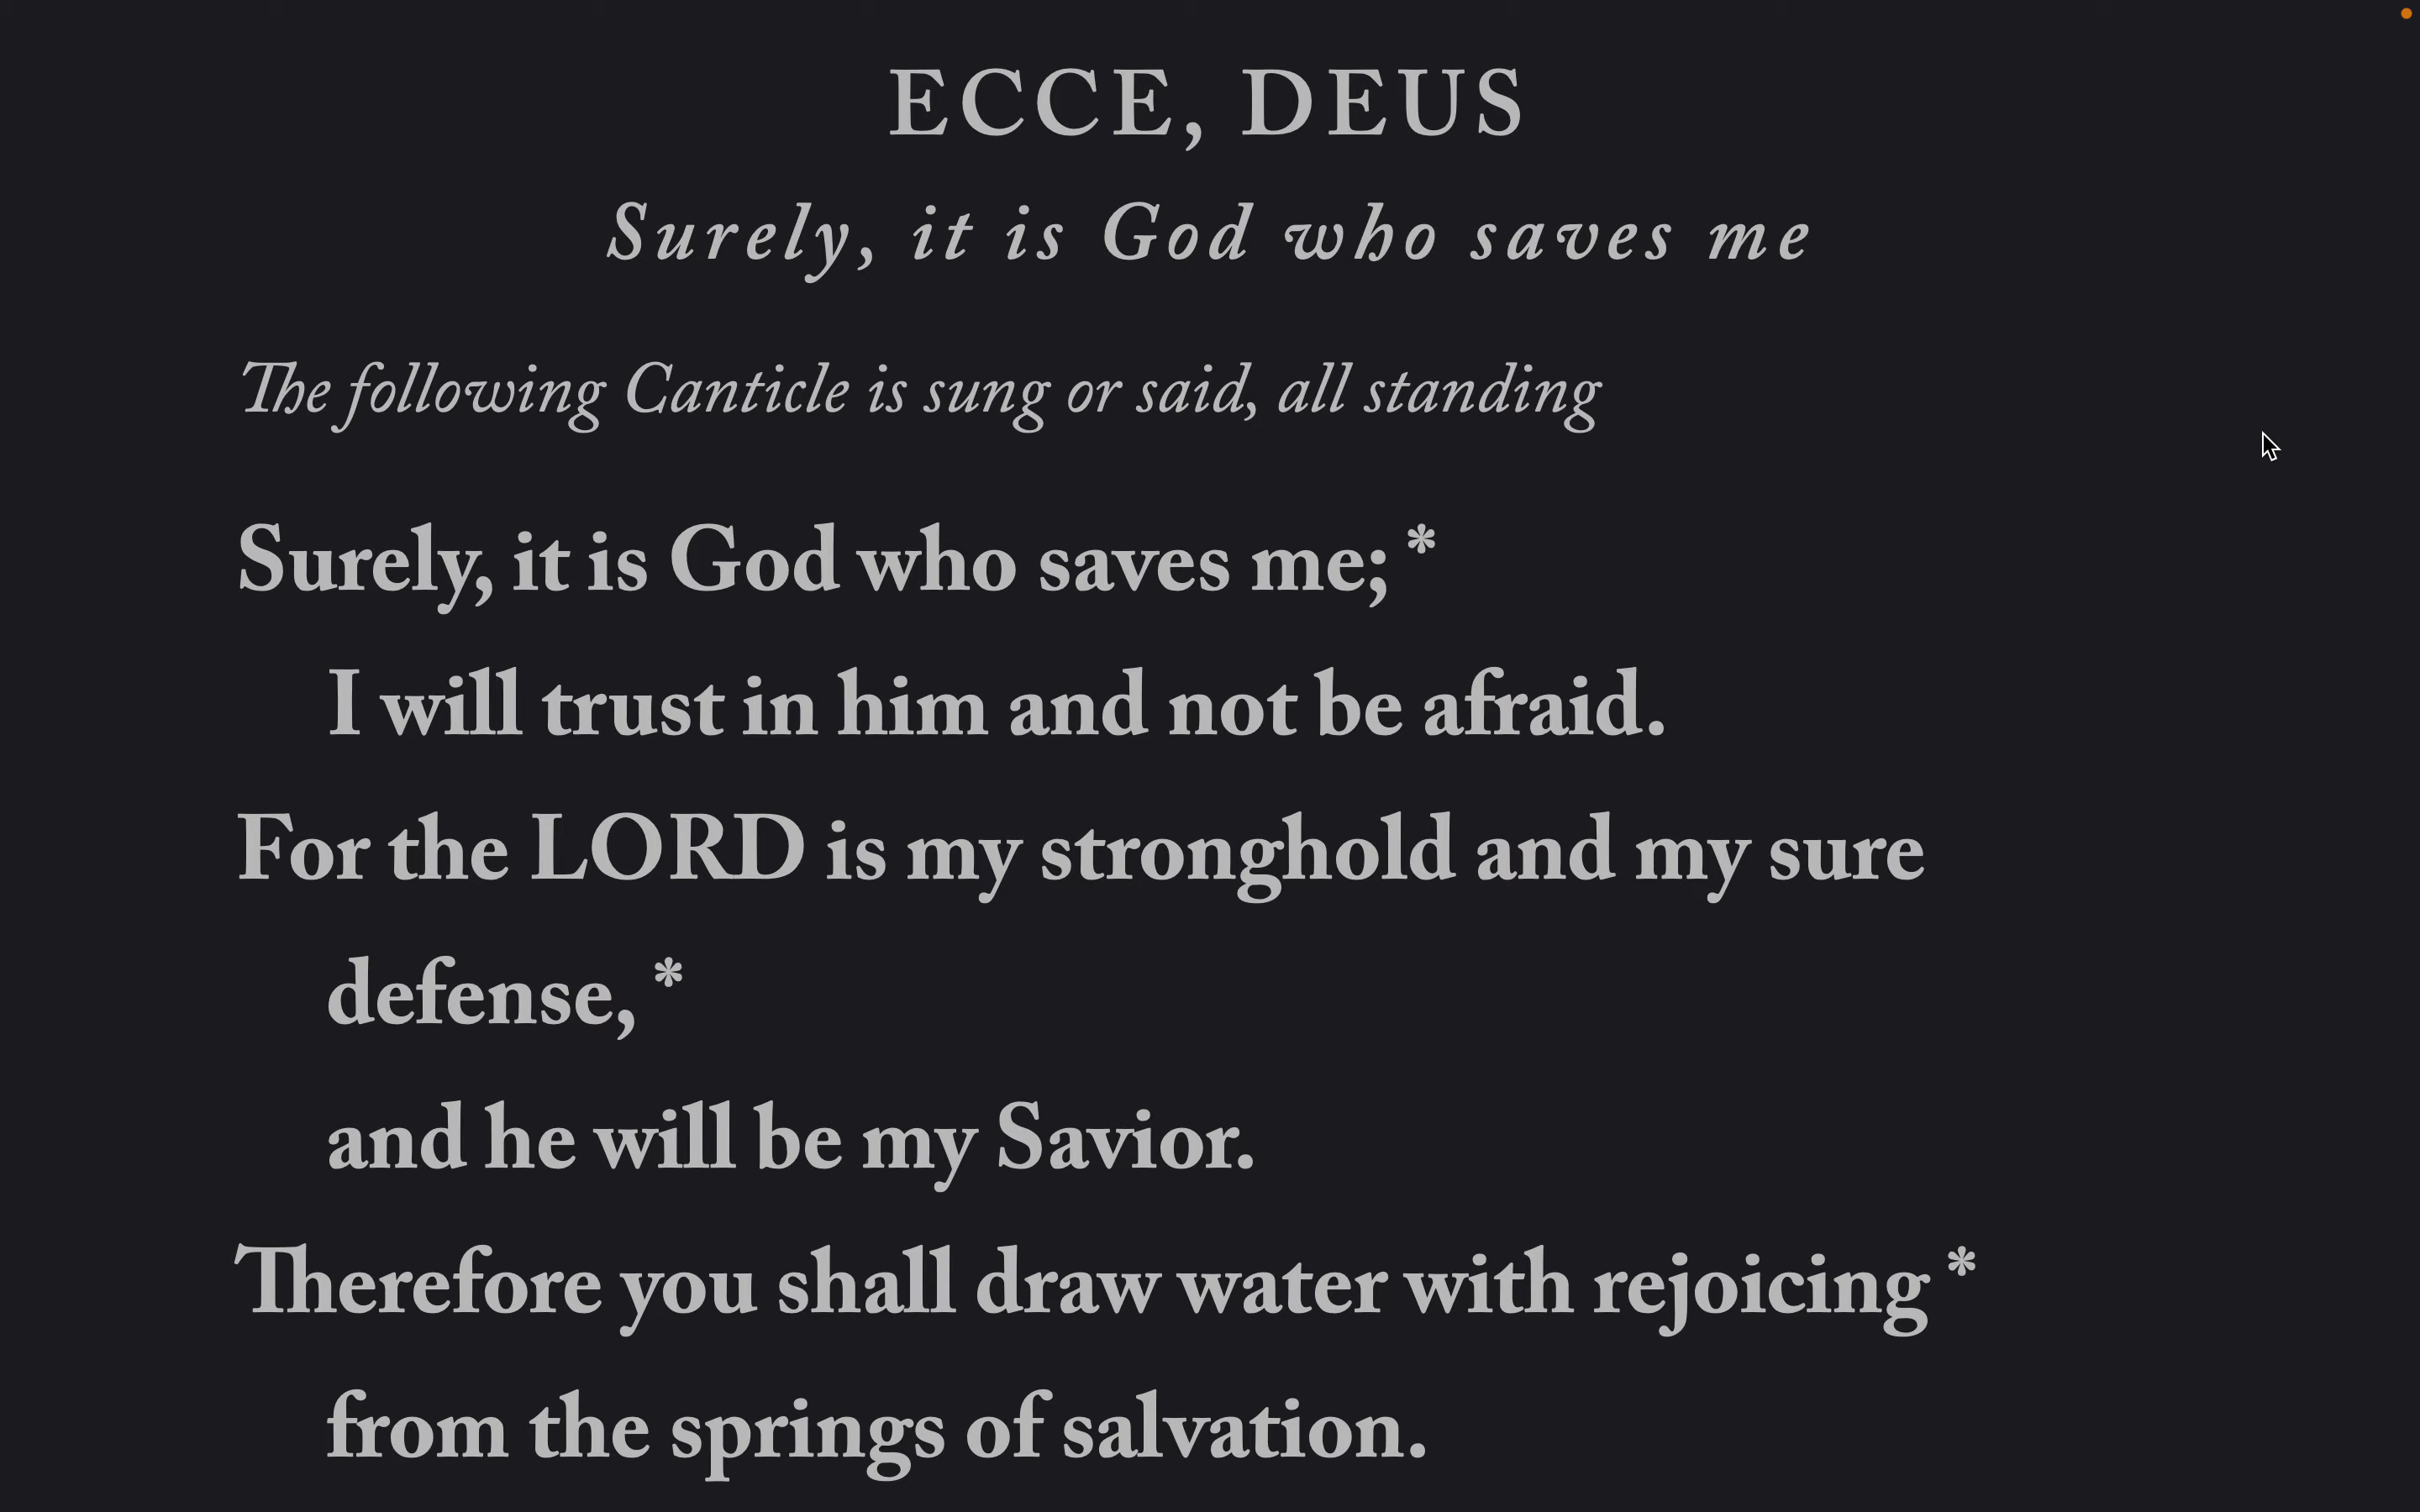 ECCE, DEUS
Surely, it is God who saves me
The following Canticle is sung or said, all standing
Surely, it is God who saves me; *
I will trust in him and not be afraid.
For the LORD is my stronghold and my sure
defense, *
and he will be my Savior.
Therefore you shall draw water with rejoicing *
from the springs of salvation.